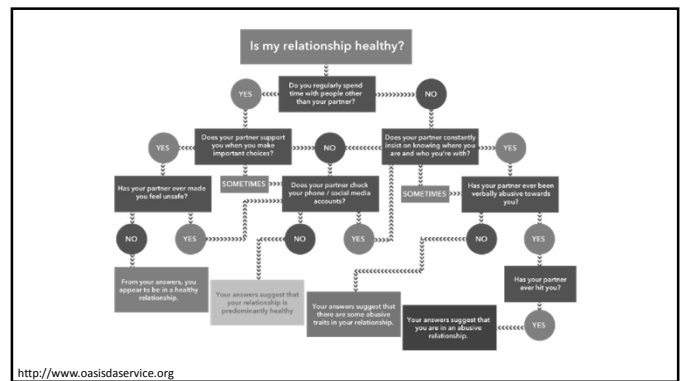 Is my relationship healthy?
Do you regularly spend
time with people other
than your partner?
YES
NO
Does your partner support
you when you make
important choices?
Does your partner constantly
insist on knowing where you
are and who you're with?
YES
NO
YES
SOMETIMES
SOMETIMES
Has your partner ever made
you feel unsafe?
Does your partner check
your phone / social media
accounts?
Has your partner ever been
verbally abusive towards
you?
NO
YES
NO
YES
NO
YES
From your answers, you
appear to be in a healthy
relationship.
Your answers suggest that
your relationship is
predominantly healthy
Your answers suggest that
there are some abusive
traits in your relationship.
Has your partner
ever hit you?
Your answers suggest that
you are in an abusive
relationship.
YES
http://www.oasisdaservice.org